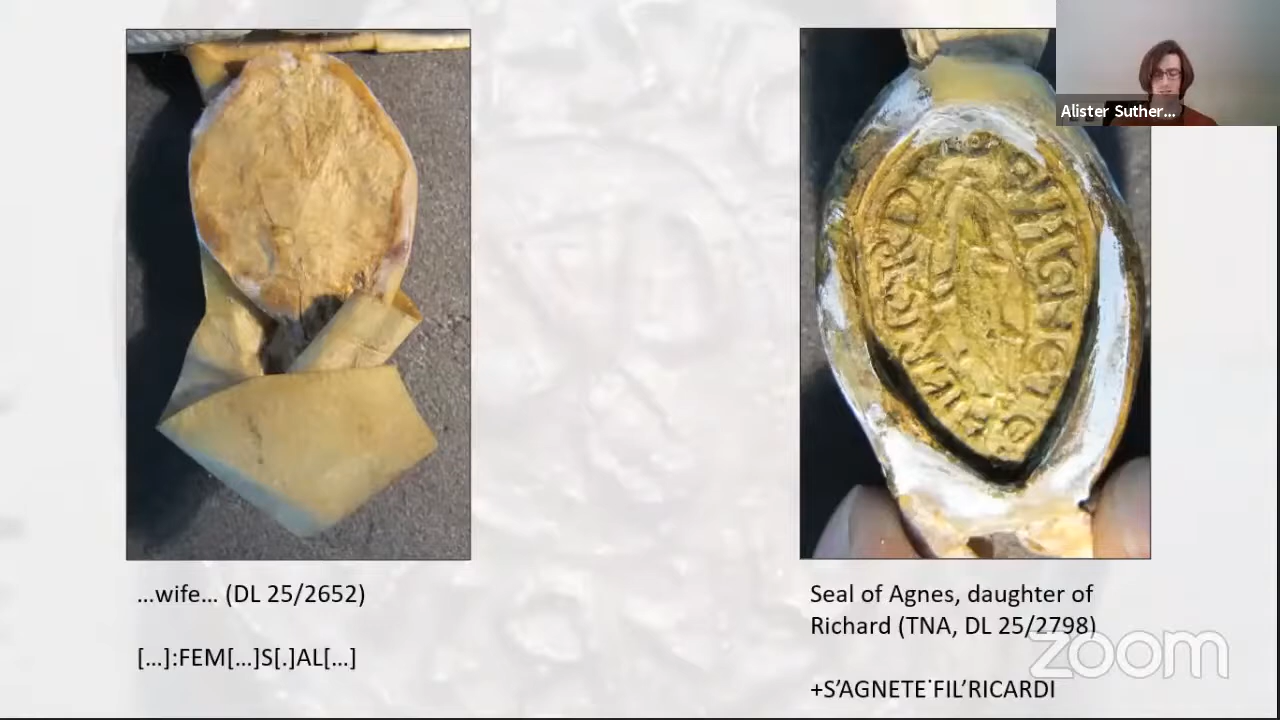 Alister Suther...
...wife... (DL 25/2652)
[...]:FEM[...]S[.]AL[...]
Seal of Agnes, daughter of
Richard (TNA, DL 25/2798)
+S’AGNETE˙FIL’RICARDI
zoom